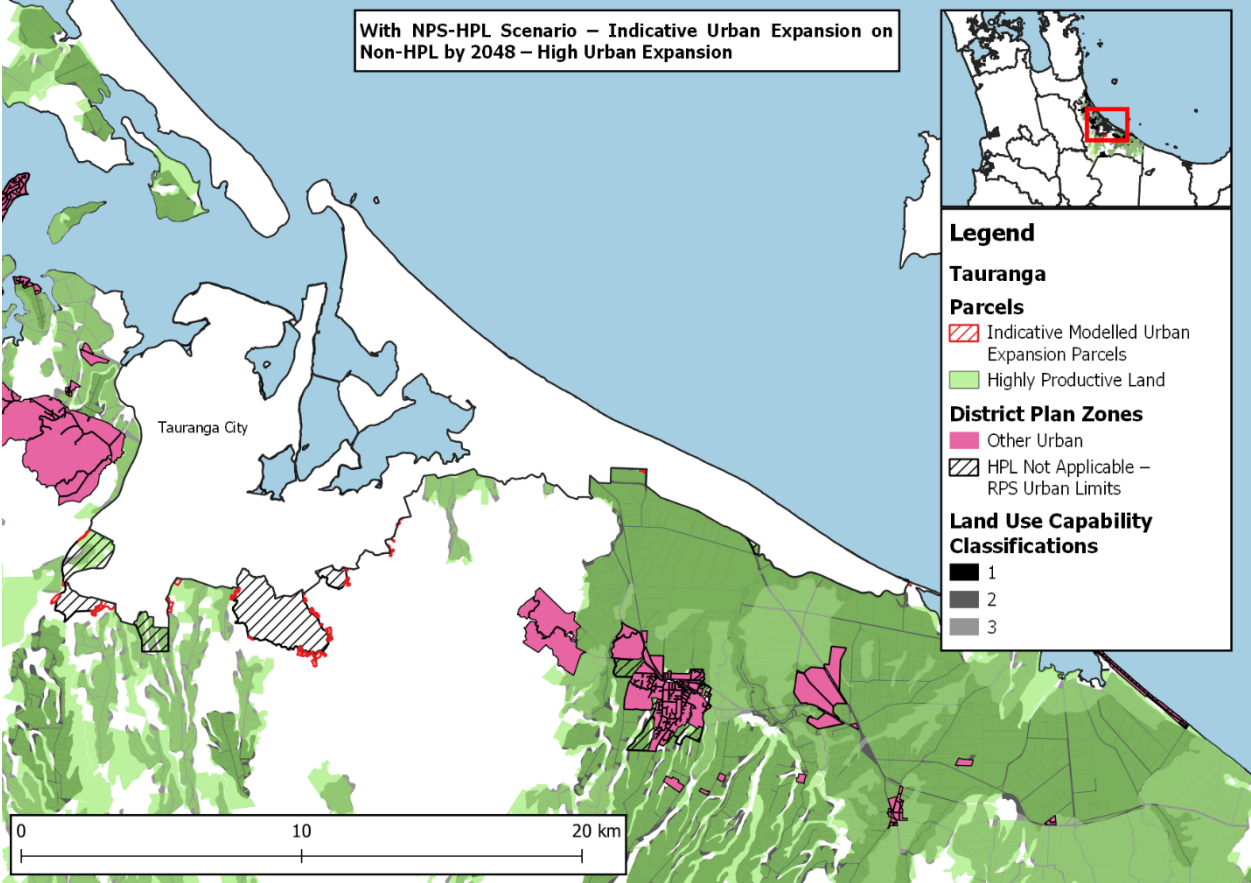 With NPS-HPL Scenario – Indicative Urban Expansion on
Non-HPL by 2048 – High Urban Expansion
Legend
Tauranga
Parcels
Indicative Modelled Urban
Expansion Parcels
Highly Productive Land
District Plan Zones
Other Urban
HPL Not Applicable –
RPS Urban Limits
Land Use Capability
Classifications
1
2
3
Tauranga City
0 10 20 km